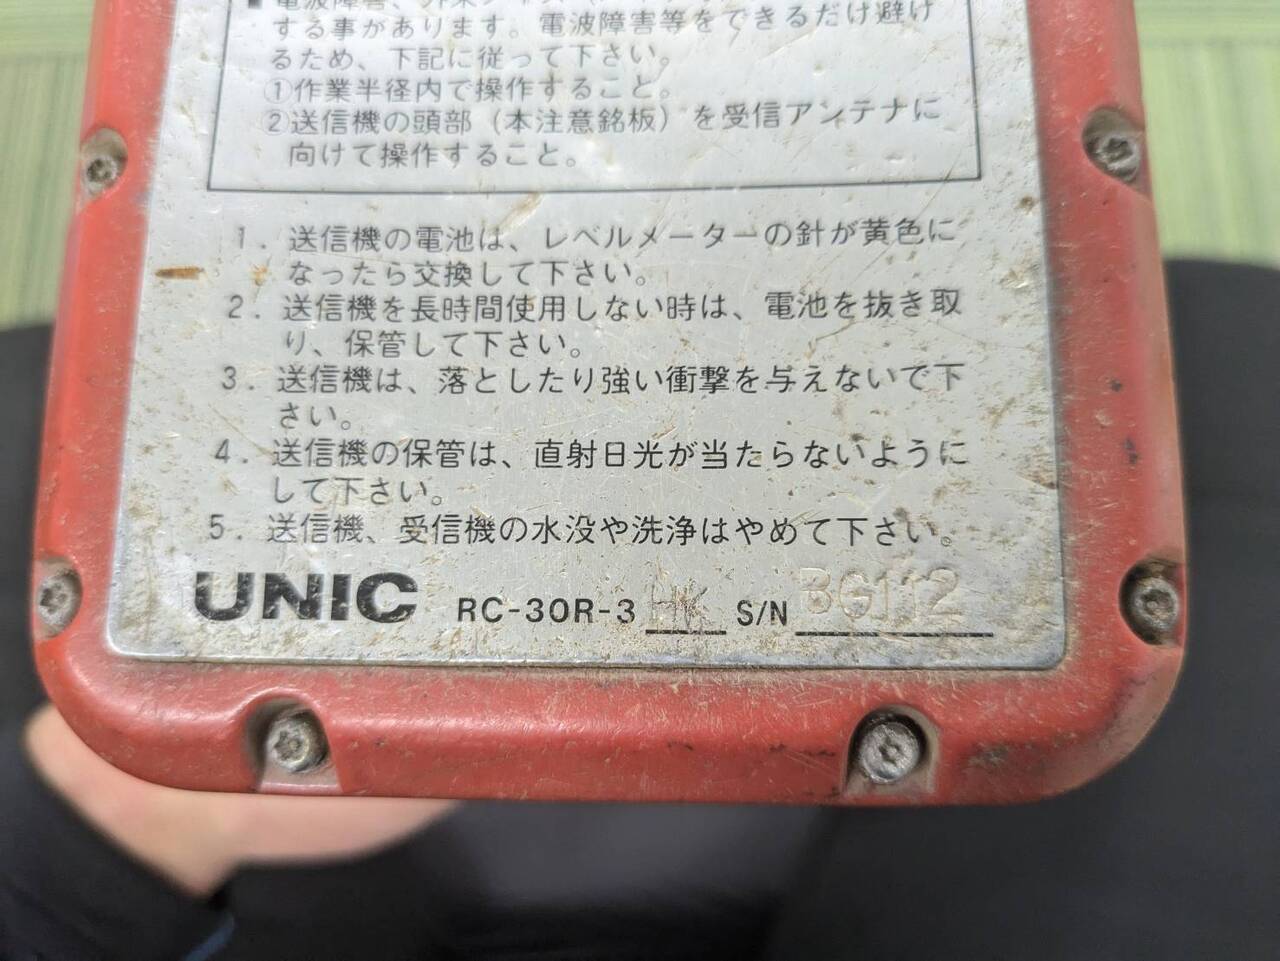 する事があります。電波障害等をできるだけ避け
るため、下記に従って下さい。
①作業半径内で操作すること。
②送信機の頭部（本注意銘板）を受信アンテナに
向けて操作すること。
1．送信機の電池は、レベルメーターの針が黄色に
なったら交換して下さい。
2．送信機を長時間使用しない時は、電池を抜き取
り、保管して下さい。
3．送信機は、落としたり強い衝撃を与えないで下
さい。
4．送信機の保管は、直射日光が当たらないように
して下さい。
5．送信機、受信機の水没や洗浄はやめて下さい。
UNIC RC-30R-3 HK S/N BG112